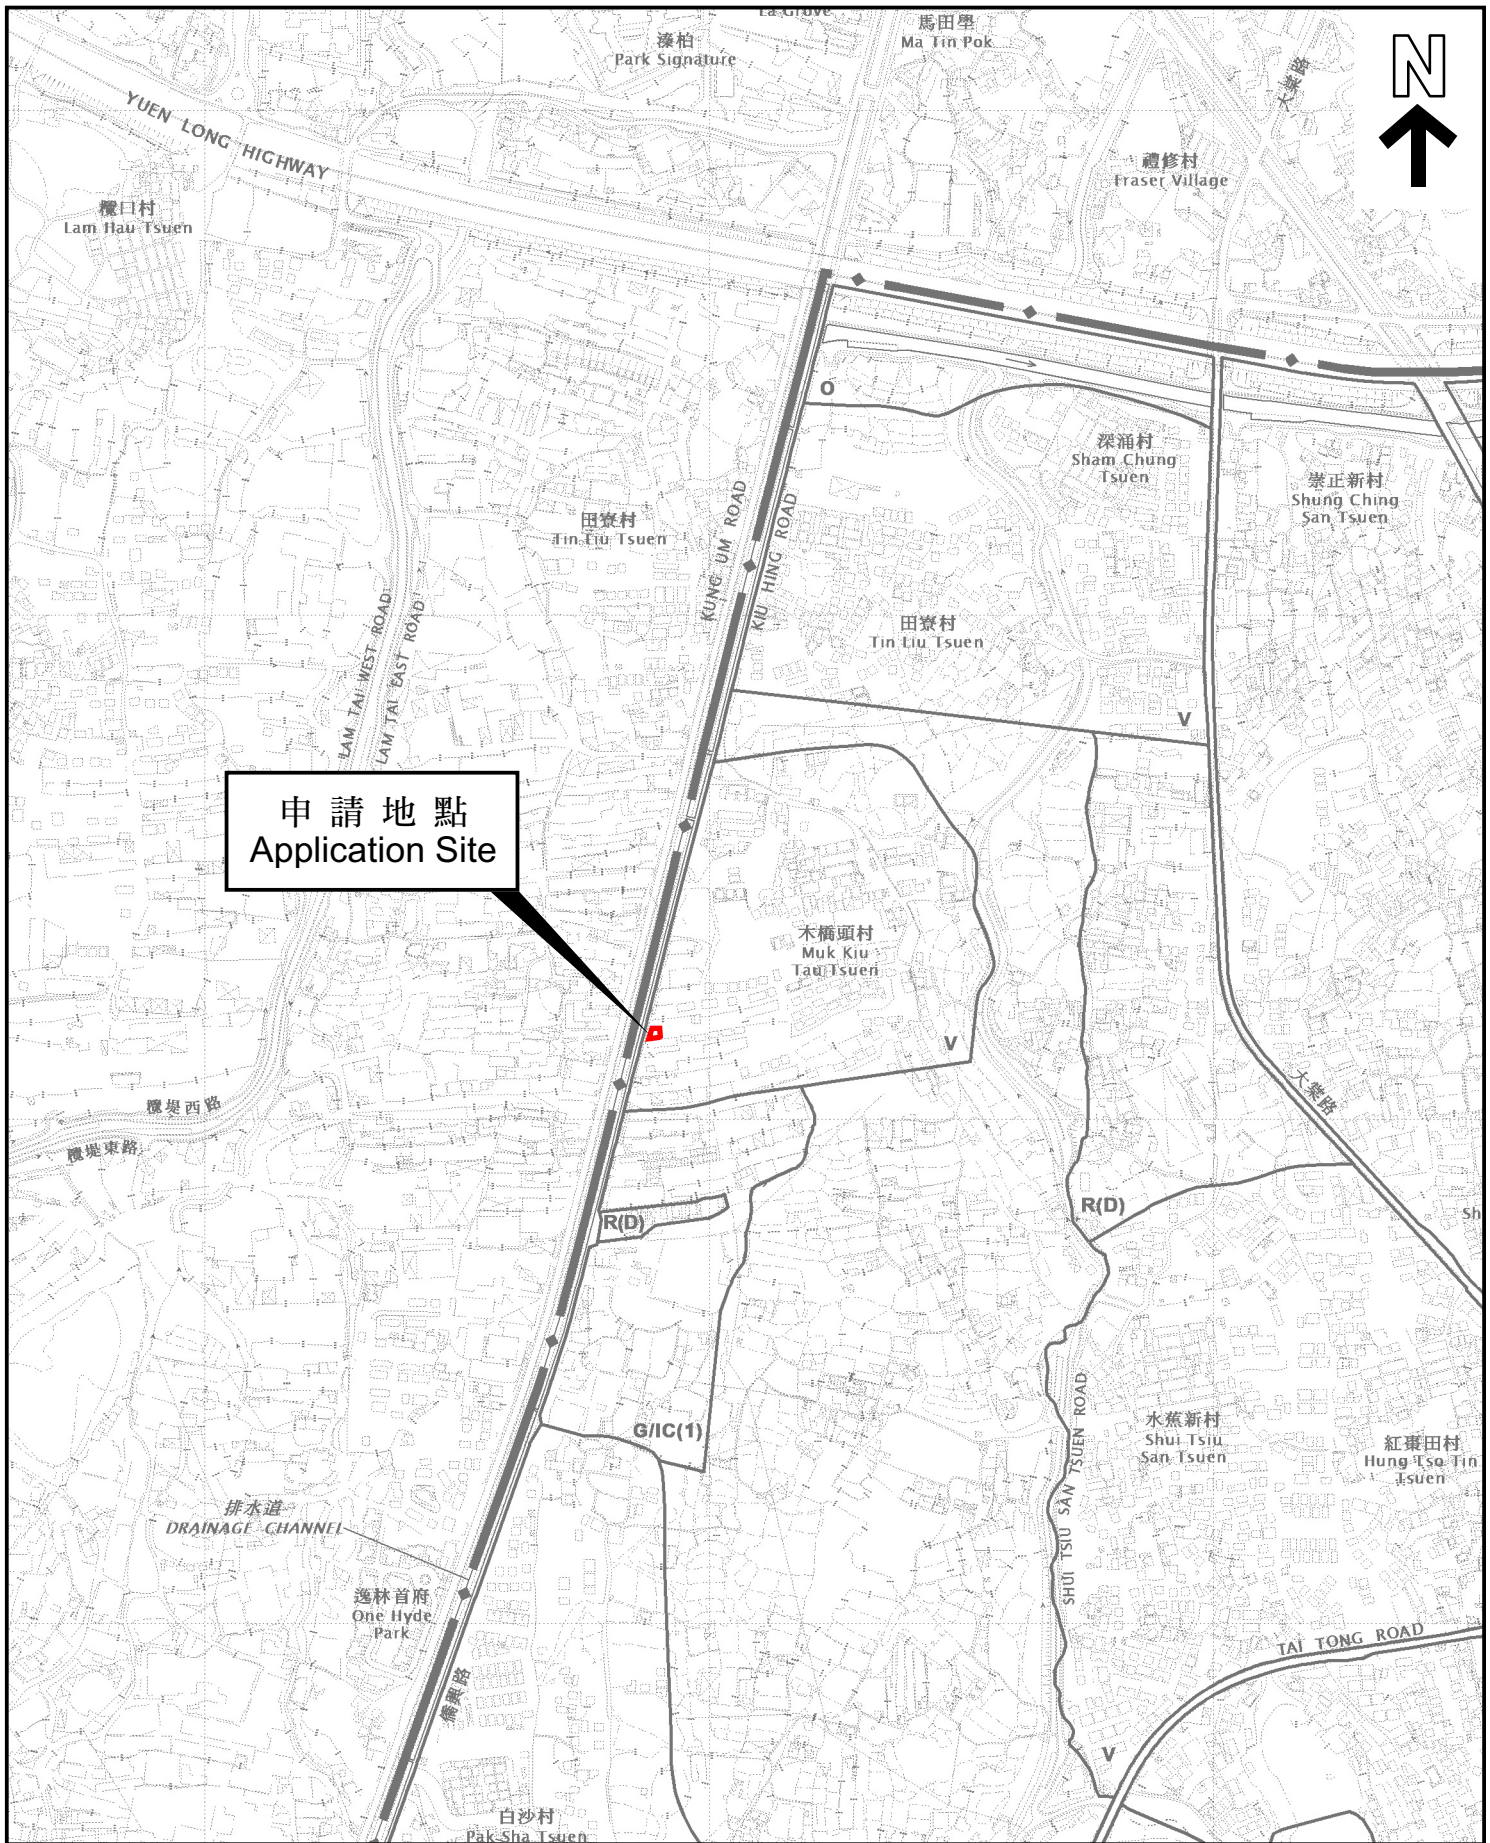 La Grove
馬田壆
Ma Tin Pok
溱柏
Park Signature
N
大棠路
YUEN LONG HIGHWAY
禮修村
Fraser Village
欖口村
Lam Hau Tsuen
O
深涌村
Sham Chung
Tsuen
崇正新村
Shung Ching
San Tsuen
田寮村
Tin Liu Tsuen
KUNG UM ROAD
KIU HING ROAD
田寮村
Tin Liu Tsuen
LAM TAI WEST ROAD
LAM TAI EAST ROAD
V
申請地點
Application Site
木橋頭村
Muk Kiu
Tau Tsuen
V
欖堤西路
欖堤東路
大棠路
R(D)
R(D)
Sh
G/IC(1)
SHUI TSIU SAN TSUEN ROAD
水蕉新村
Shui Tsiu
San Tsuen
紅棗田村
Hung Tso Tin
Tsuen
排水道
DRAINAGE CHANNEL
逸林首府
One Hyde
Park
TAI TONG ROAD
僑興路
V
白沙村
Pak Sha Tsuen